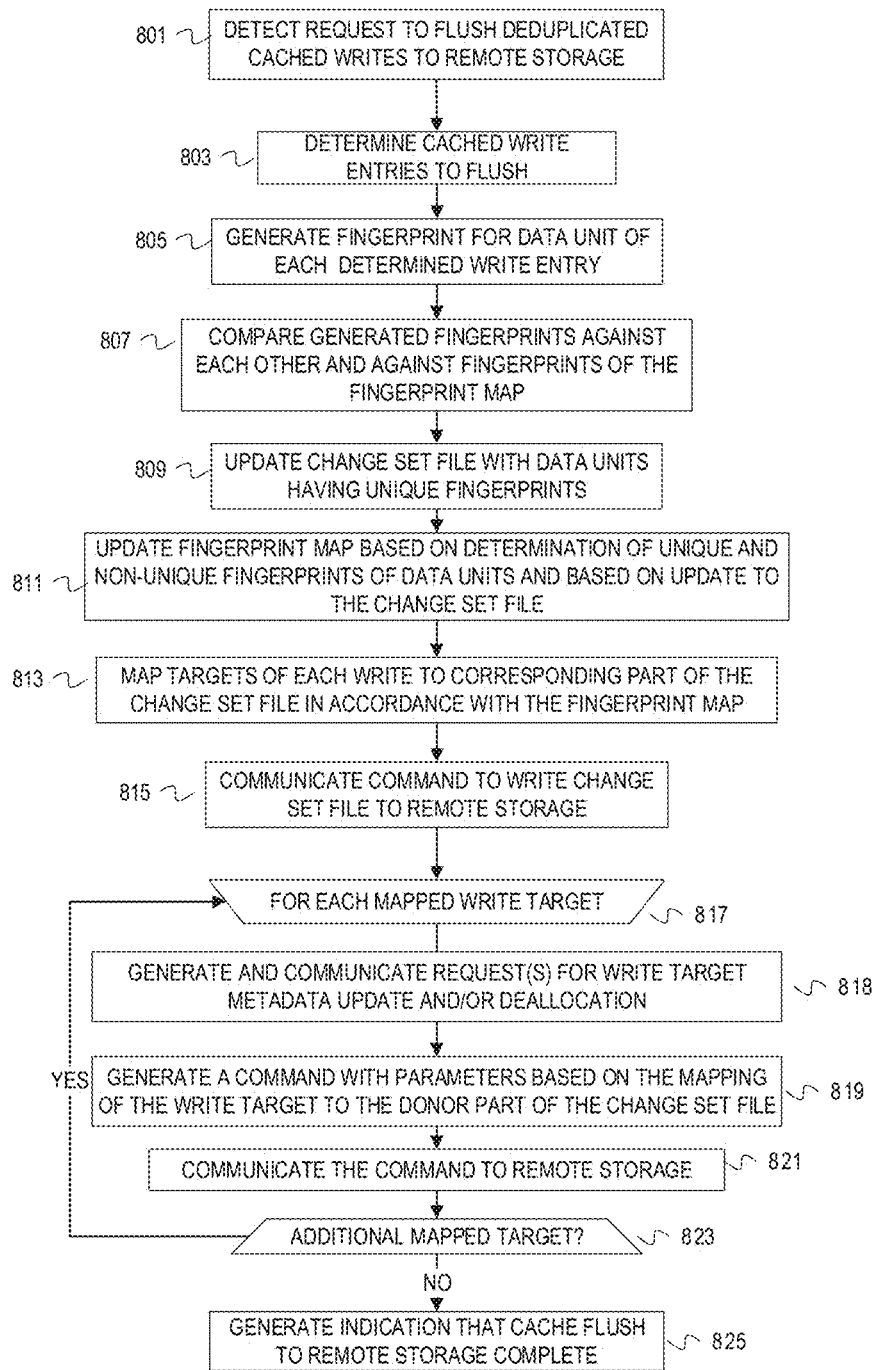 801
DETECT REQUEST TO FLUSH DEDUPLICATED
CACHED WRITES TO REMOTE STORAGE
803
DETERMINE CACHED WRITE
ENTRIES TO FLUSH
805
GENERATE FINGERPRINT FOR DATA UNIT OF
EACH DETERMINED WRITE ENTRY
807
COMPARE GENERATED FINGERPRINTS AGAINST
EACH OTHER AND AGAINST FINGERPRINTS OF THE
FINGERPRINT MAP
809
UPDATE CHANGE SET FILE WITH DATA UNITS
HAVING UNIQUE FINGERPRINTS
811
UPDATE FINGERPRINT MAP BASED ON DETERMINATION OF UNIQUE AND
NON-UNIQUE FINGERPRINTS OF DATA UNITS AND BASED ON UPDATE TO
THE CHANGE SET FILE
813
MAP TARGETS OF EACH WRITE TO CORRESPONDING PART OF THE
CHANGE SET FILE IN ACCORDANCE WITH THE FINGERPRINT MAP
815
COMMUNICATE COMMAND TO WRITE CHANGE
SET FILE TO REMOTE STORAGE
FOR EACH MAPPED WRITE TARGET
817
GENERATE AND COMMUNICATE REQUEST(S) FOR WRITE TARGET
METADATA UPDATE AND/OR DEALLOCATION
818
YES
GENERATE A COMMAND WITH PARAMETERS BASED ON THE MAPPING
OF THE WRITE TARGET TO THE DONOR PART OF THE CHANGE SET FILE
819
COMMUNICATE THE COMMAND TO REMOTE STORAGE
821
ADDITIONAL MAPPED TARGET?
823
NO
GENERATE INDICATION THAT CACHE FLUSH
TO REMOTE STORAGE COMPLETE
825